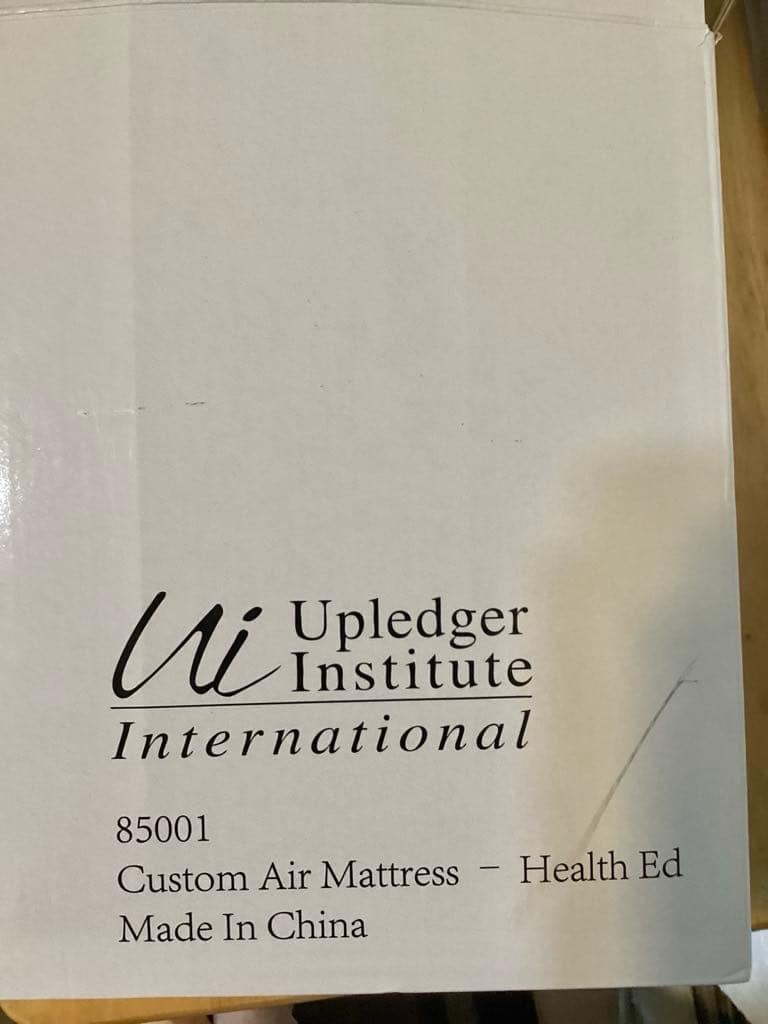 Ui Upledger
Institute
International
85001
Custom Air Mattress – Health Ed
Made In China